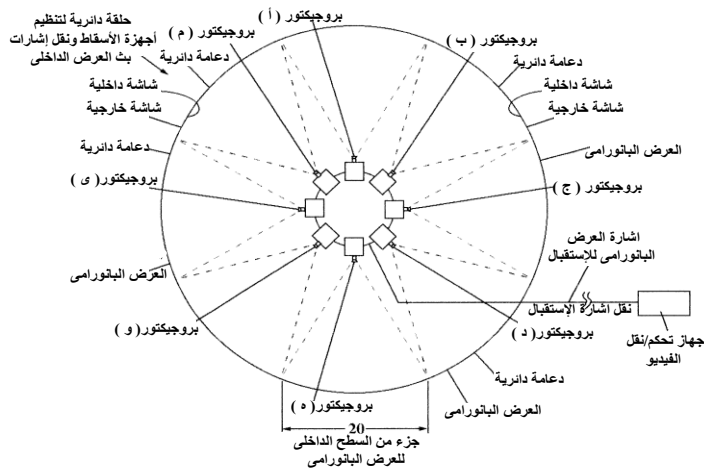 بروجيكتور ( أ )
حلقة دائرية لتنظيم
أجهزة الأسقاط ونقل إشارات
بث العرض الداخلى
بروجيكتور ( م )
بروجيكتور ( ب )
دعامة دائرية
دعامة دائرية
شاشة داخلية
شاشة داخلية
شاشة خارجية
شاشة خارجية
دعامة دائرية
العرض البانورامى
بروجيكتور ( ى )
بروجيكتور ( ج )
اشارة العرض
البانورامى للإستقبال
العرض البانورامى
نقل اشارة الإستقبال
بروجيكتور( و )
بروجيكتور( د )
جهاز تحكم/نقل
الفيديو
دعامة دائرية
بروجيكتور( ه )
العرض البانورامى
20
جزء من السطح الداخلى
للعرض البانورامى